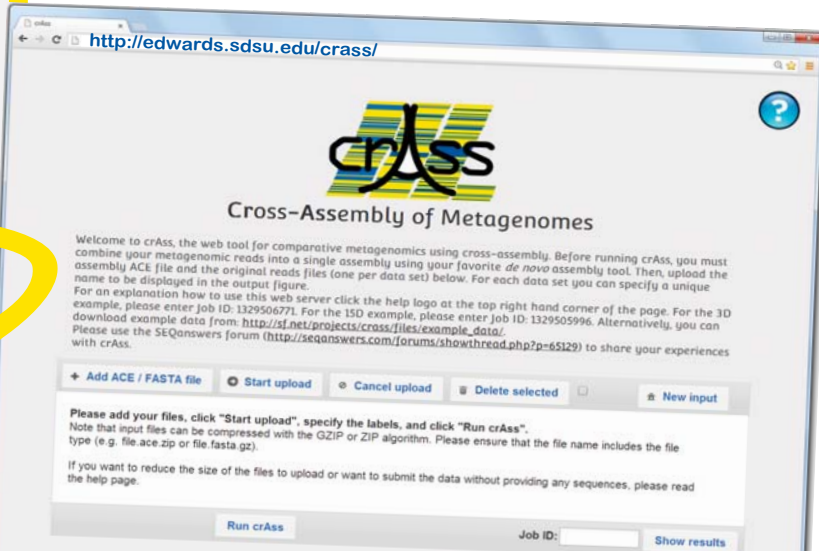 crAss
http://edwards.sdsu.edu/crass/
crAss
?
Cross-Assembly of Metagenomes
Welcome to crAss, the web tool for comparative metagenomics using cross-assembly. Before running crAss, you must
combine your metagenomic reads into a single assembly using your favorite de novo assembly tool. Then, upload the
assembly ACE file and the original reads files (one per data set) below. For each data set you can specify a unique
name to be displayed in the output figure.
For an explanation how to use this web server click the help logo at the top right hand corner of the page. For the 3D
example, please enter Job ID: 1329506771. For the 15D example, please enter Job ID: 1329505996. Alternatively, you can
download example data from: http://sf.net/projects/crass/files/example_data/.
Please use the SEQanswers forum (http://seqanswers.com/forums/showthread.php?p=65129) to share your experiences
with crAss.
+ Add ACE / FASTA file Start upload Cancel upload Delete selected New input
Please add your files, click "Start upload", specify the labels, and click "Run crAss".
Note that input files can be compressed with the GZIP or ZIP algorithm. Please ensure that the file name includes the file
type (e.g. file.ace.zip or file.fasta.gz).
If you want to reduce the size of the files to upload or want to submit the data without providing any sequences, please read
the help page.
Run crAss Job ID: Show results